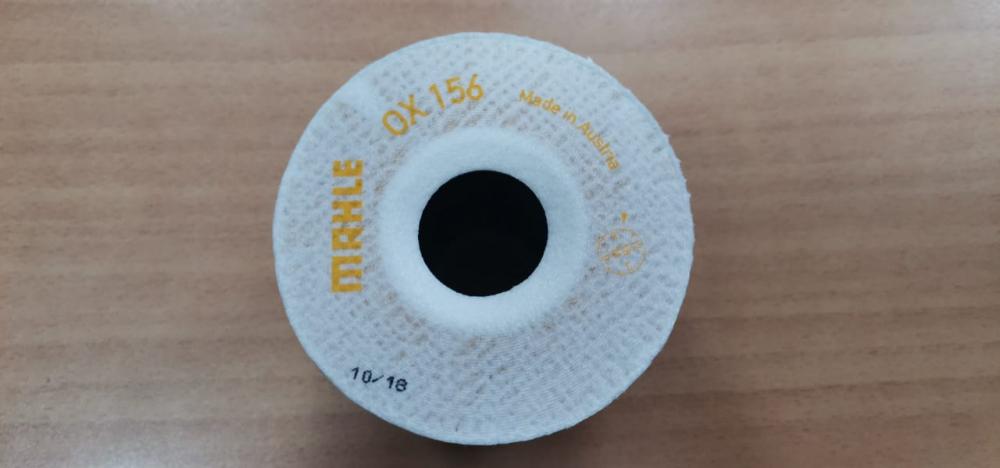 MAHLE
OX 156
Made in Austria
10/18